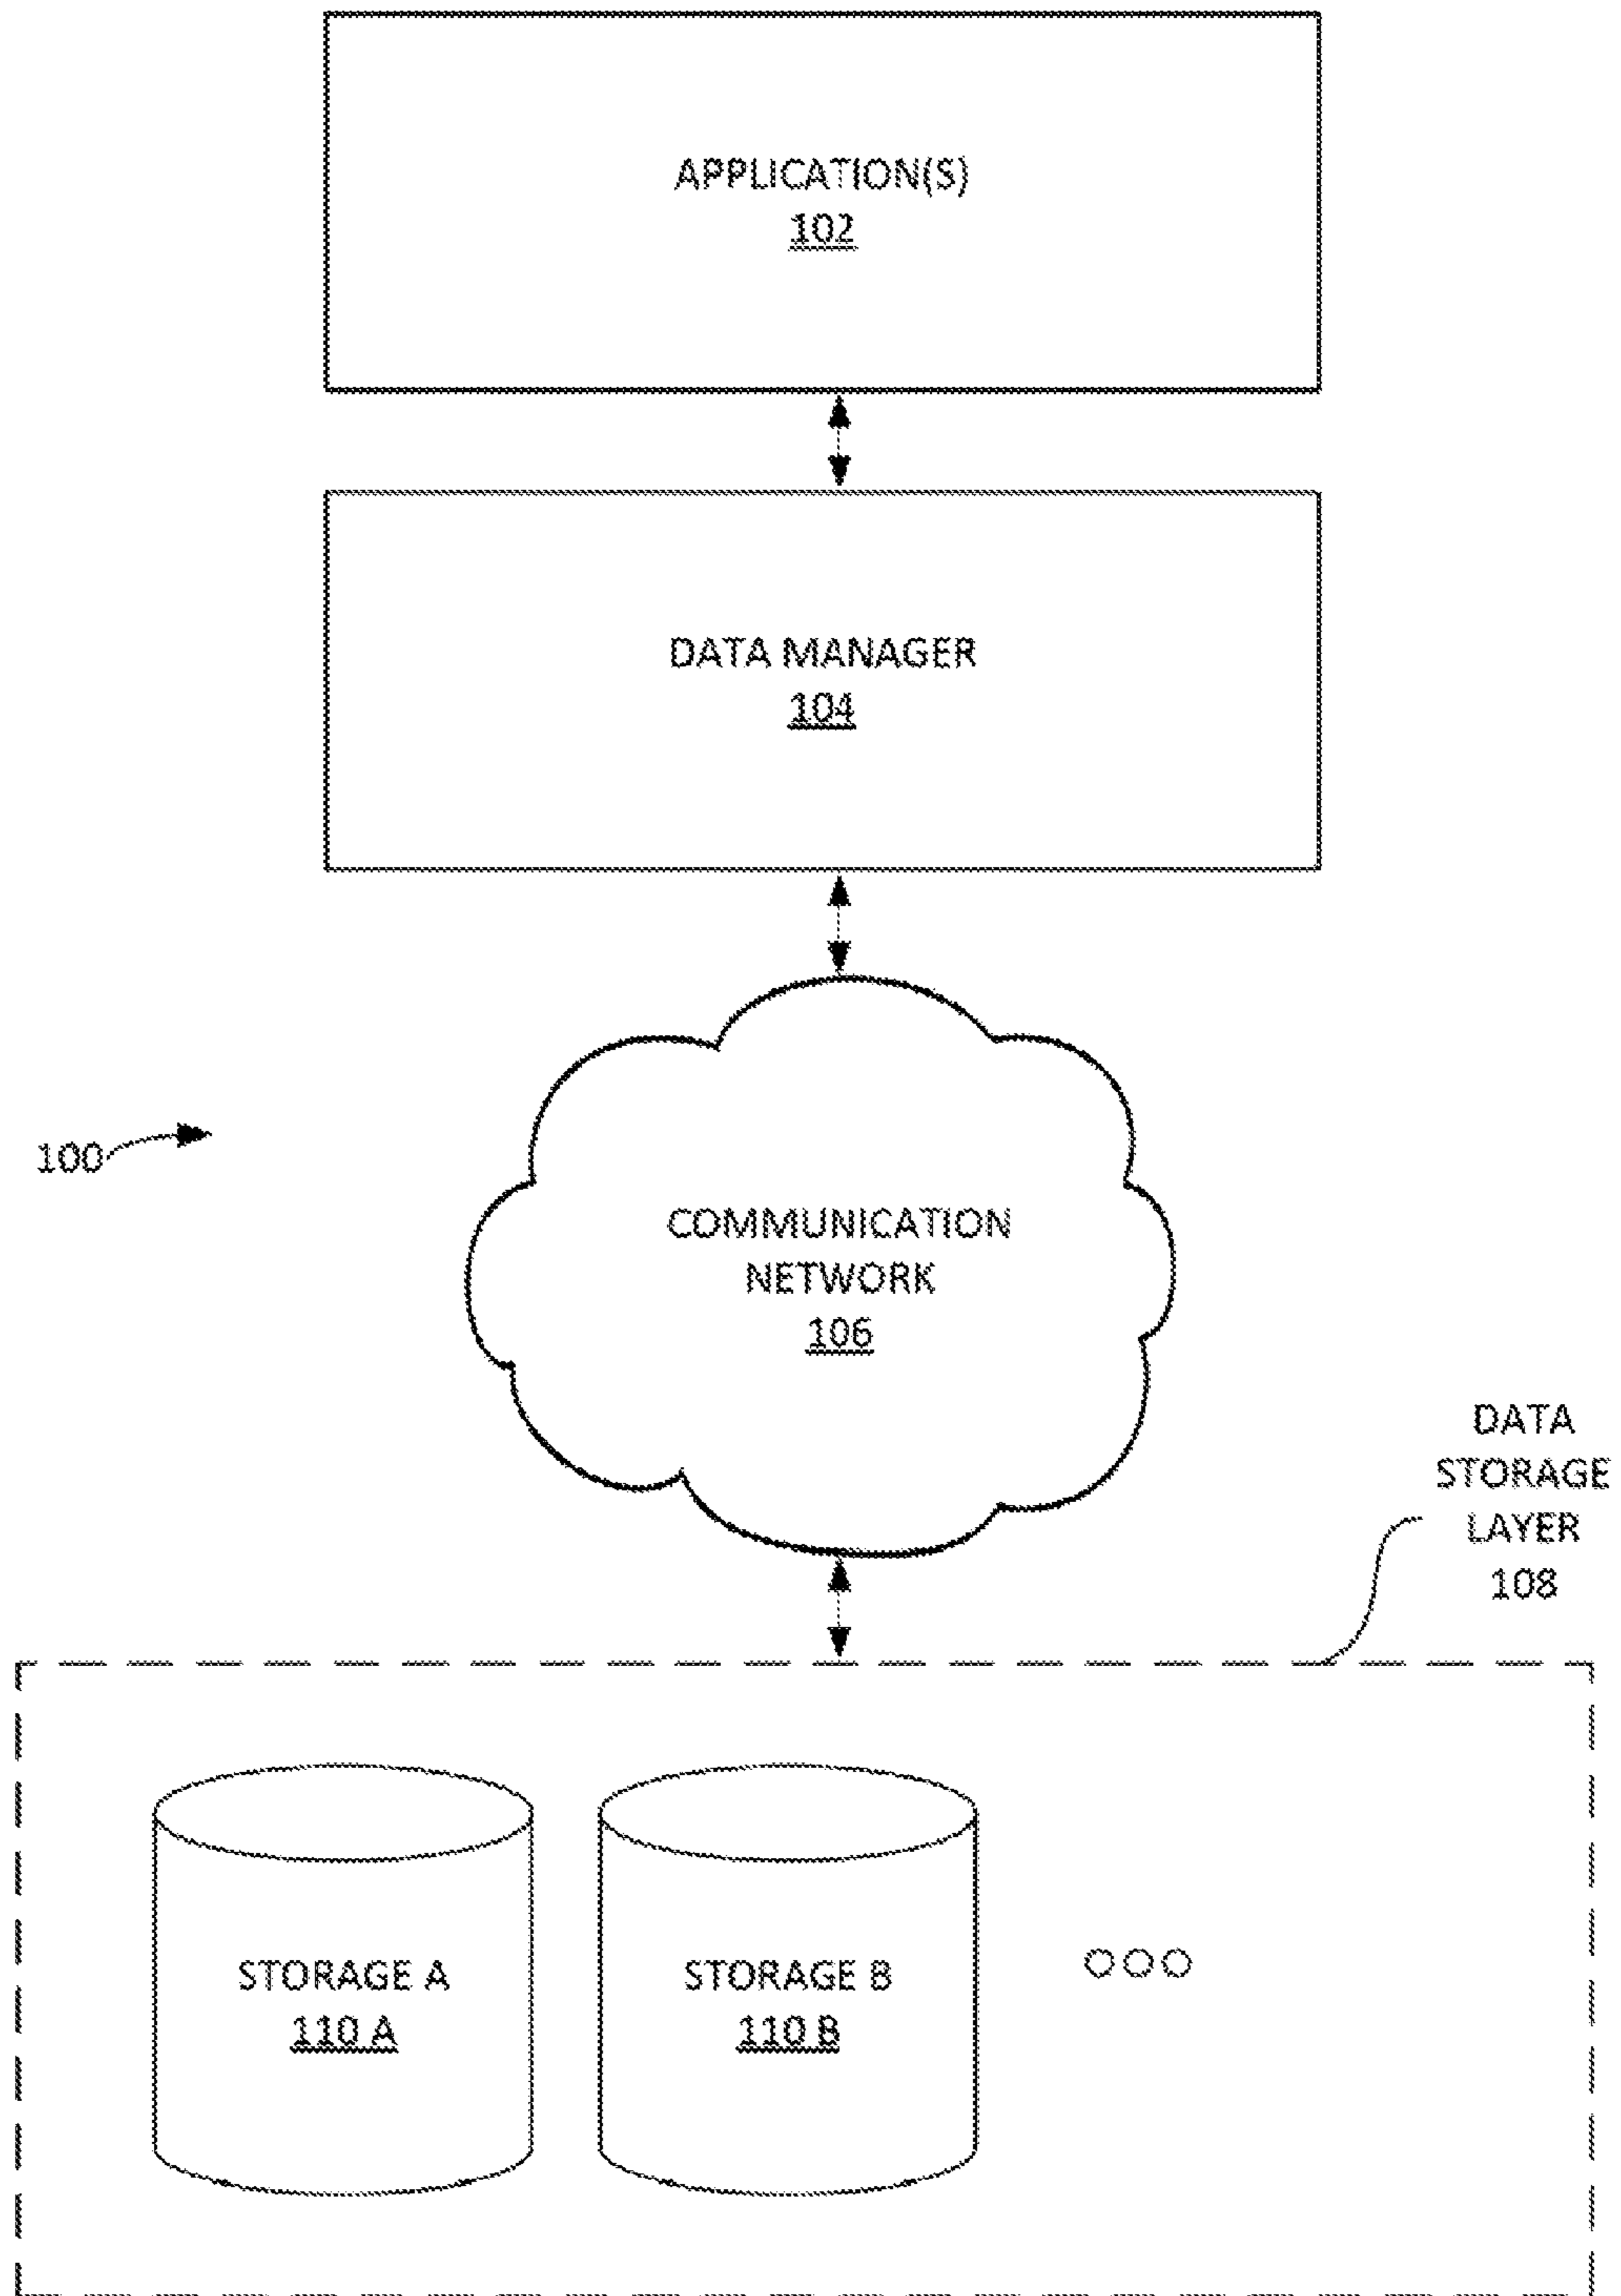 APPLICATION(S)
102
DATA MANAGER
104
100
COMMUNICATION
NETWORK
106
DATA
STORAGE
LAYER
108
STORAGE A
110 A
STORAGE B
110 B